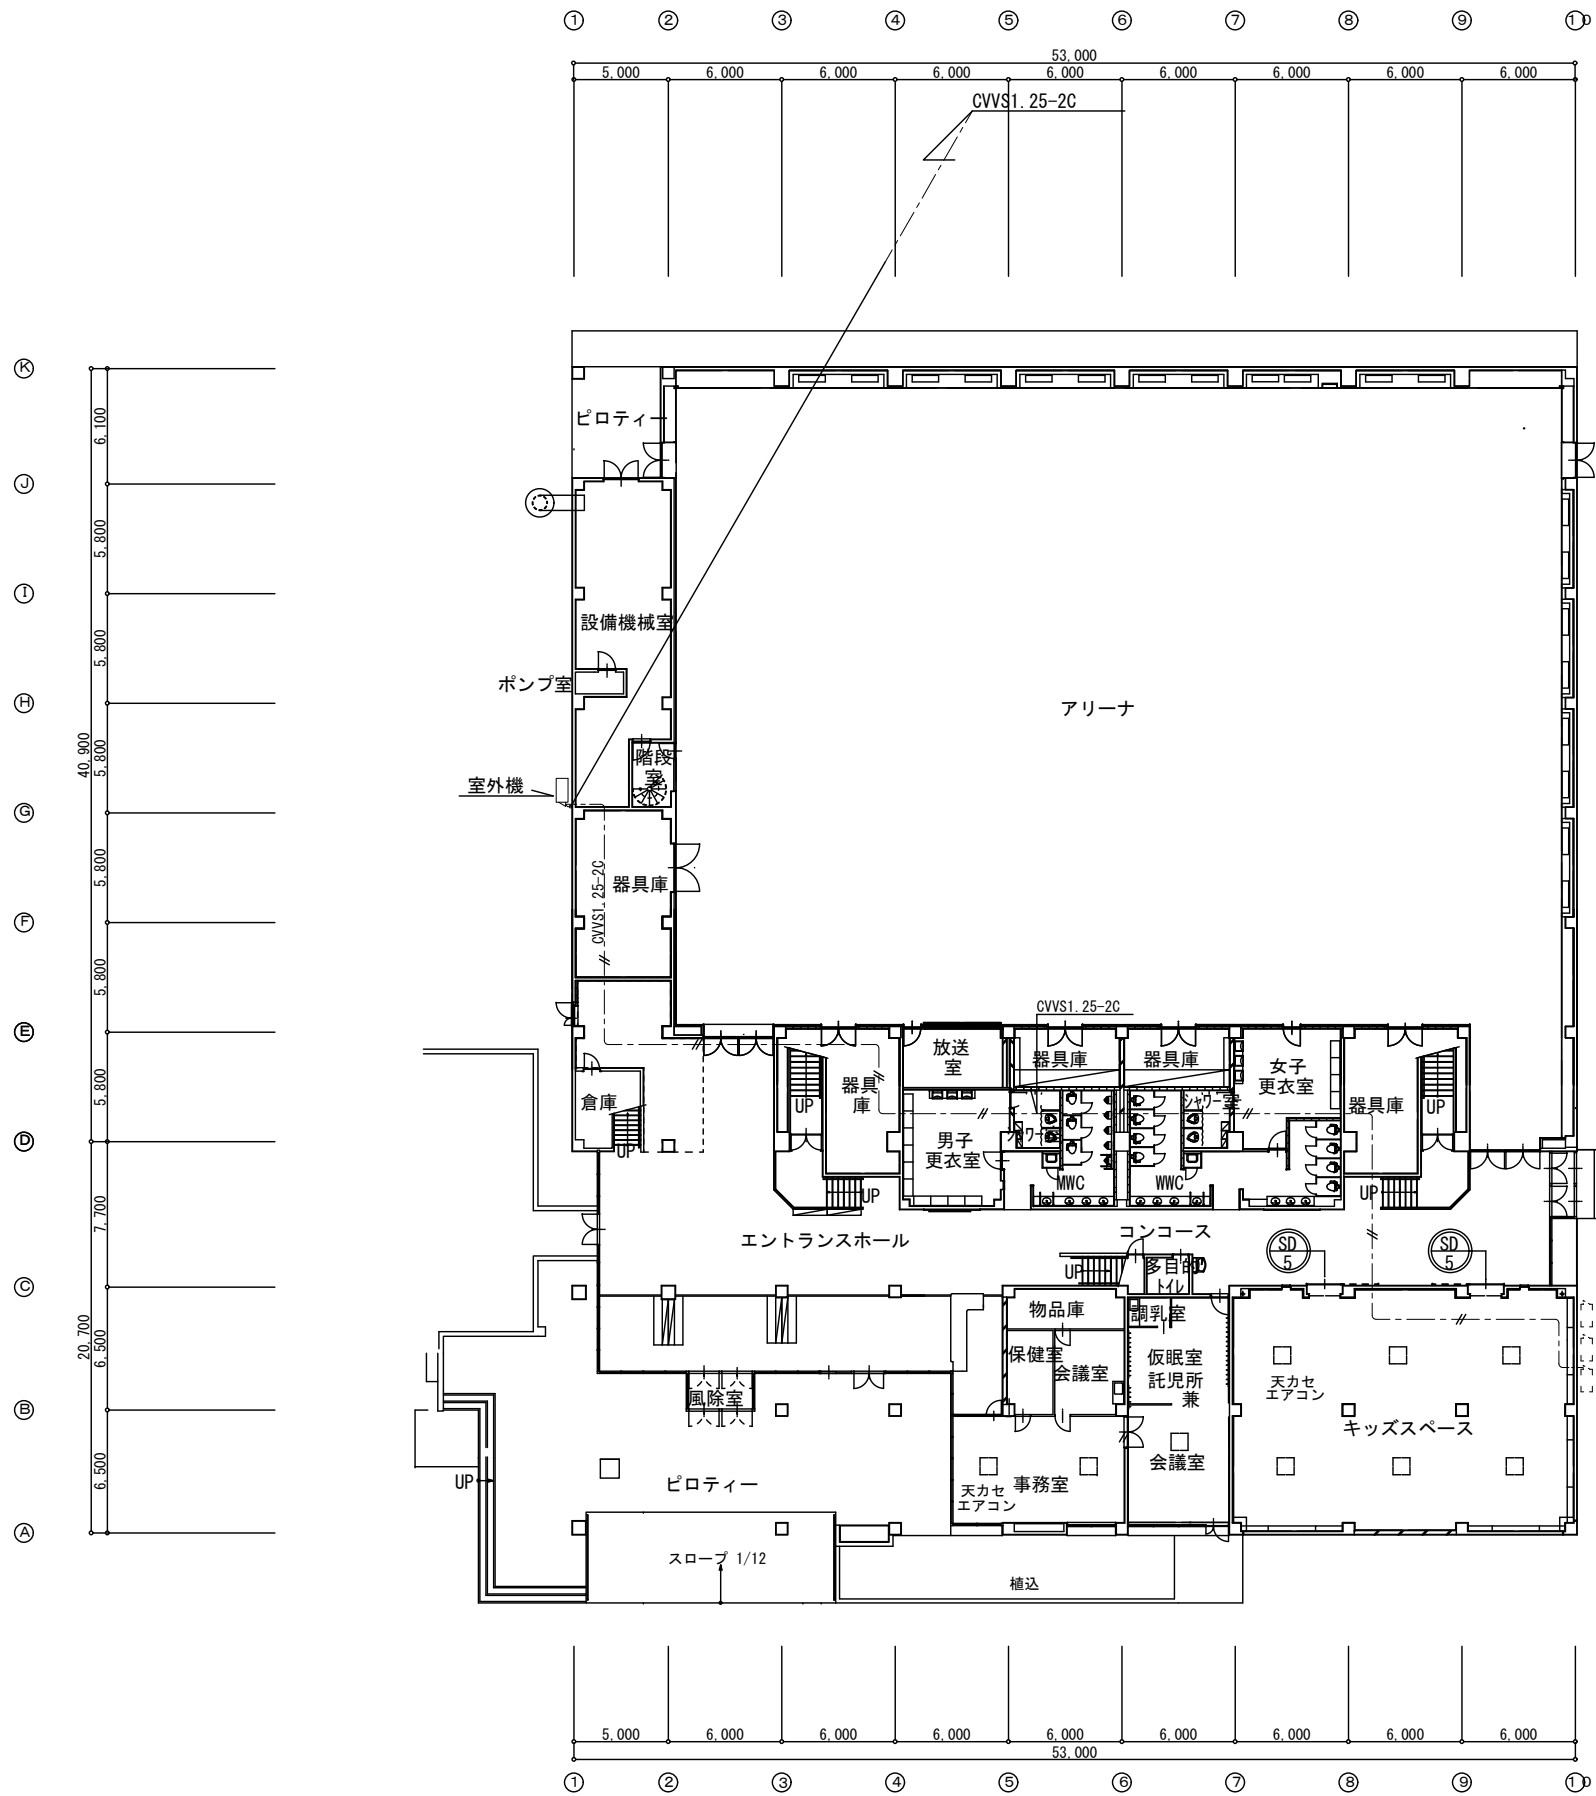 ① ② ③ ④ ⑤ ⑥ ⑦ ⑧ ⑨ ⑩
53,000
5,000 6,000 6,000 6,000 6,000 6,000 6,000 6,000 6,000
CVVS1.25-2C
Ⓚ
6,100
ピロティー
Ⓙ
5,800
Ⓘ
設備機械室
5,800
ポンプ室
Ⓗ
アリーナ
40,900
5,800
階段
室
室外機
Ⓖ
5,800
CVVS1.25-2C
器具庫
Ⓕ
5,800
CVVS1.25-2C
Ⓔ
放送
室
器具庫
器具庫
女子
更衣室
5,800
倉庫
UP
UP
器具
庫
シャワー
シャワー室
器具庫
UP
Ⓓ
男子
更衣室
MWC
WWC
UP
UP
7,700
エントランスホール
コンコース
SD
5
SD
5
UP
多目的
トイレ
Ⓒ
物品庫
調乳室
20,700
6,500
保健室
会議室
仮眠室
託児所
兼
会議室
天カセ
エアコン
風除室
Ⓑ
キッズスペース
6,500
UP
ピロティー
天カセ
エアコン
事務室
Ⓐ
スロープ 1/12
植込
5,000 6,000 6,000 6,000 6,000 6,000 6,000 6,000 6,000
53,000
① ② ③ ④ ⑤ ⑥ ⑦ ⑧ ⑨ ⑩